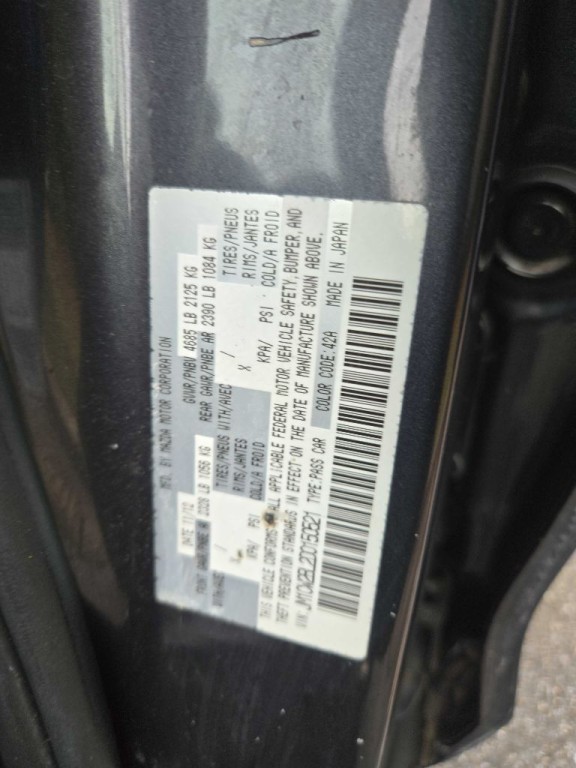 MFD. BY MAZDA MOTOR CORPORATION
DATE 11/12 GVWR/PNBV 4685 LB 2125 KG
FRONT GAWR/PNBE AV 2328 LB 1056 KG REAR GAWR/PNBE AR 2390 LB 1084 KG
WITH/AVEC TIRES/PNEUS WITH/AVEC / TIRES/PNEUS
RIMS/JANTES X RIMS/JANTES
KPA/ PSI COLD/A FROID KPA/ PSI COLD/A FROID
THIS VEHICLE CONFORMS ALL APPLICABLE FEDERAL MOTOR VEHICLE SAFETY, BUMPER, AND
THEFT PREVENTION STANDARDS IN EFFECT ON THE DATE OF MANUFACTURE SHOWN ABOVE.
VIN: TYPE:PASS CAR COLOR CODE:42A MADE IN JAPAN